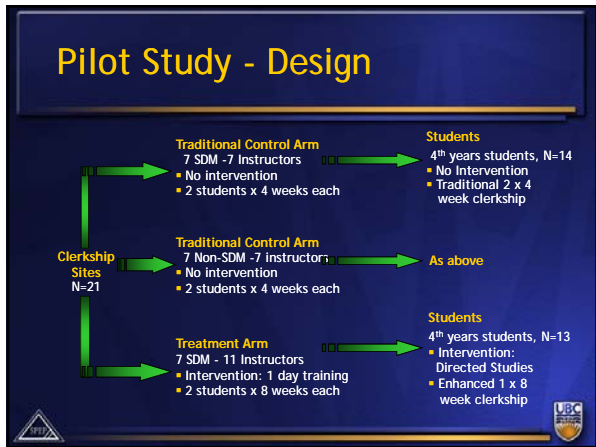 Pilot Study - Design
Clerkship
Sites
N=21
Traditional Control Arm
7 SDM -7 Instructors
▪ No intervention
▪ 2 students x 4 weeks each
Students
4th years students, N=14
▪ No Intervention
▪ Traditional 2 x 4
week clerkship
Traditional Control Arm
7 Non-SDM -7 instructors
▪ No intervention
▪ 2 students x 4 weeks each
As above
Treatment Arm
7 SDM - 11 Instructors
▪ Intervention: 1 day training
▪ 2 students x 8 weeks each
Students
4th years students, N=13
▪ Intervention:
Directed Studies
▪ Enhanced 1 x 8
week clerkship
SPEP
UBC